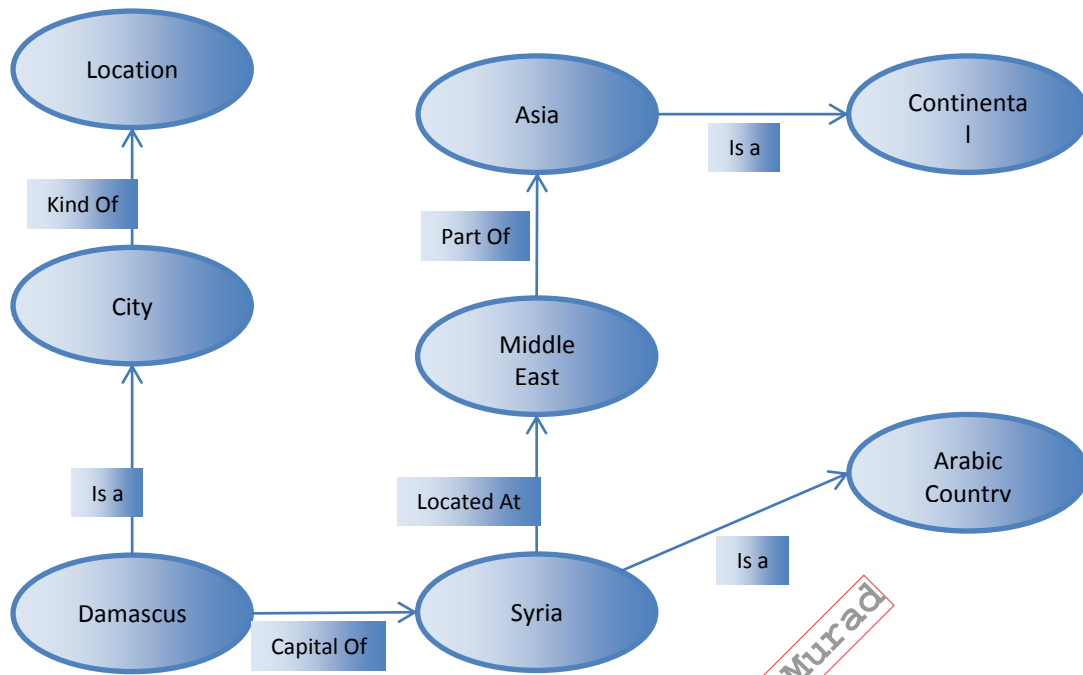 Location
Asia
Continenta
l
Is a
Kind Of
Part Of
City
Middle
East
Arabic
Country
Is a
Located At
Is a
Damascus
Syria
Capital Of
Murad